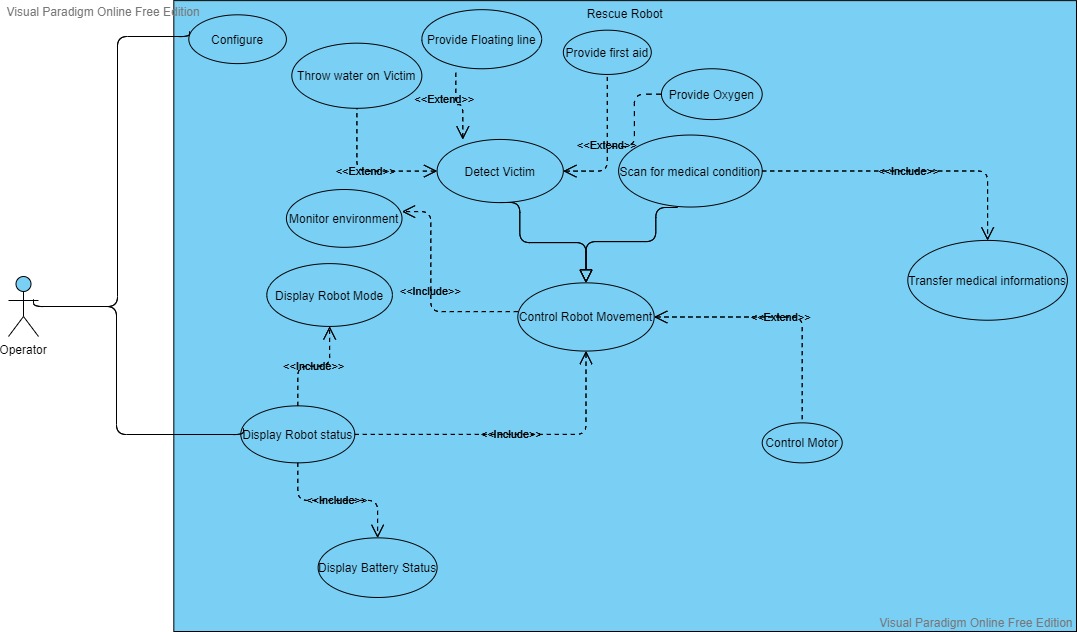 Visual Paradigm Online Free Edition
Rescue Robot
Configure
Provide Floating line
Provide first aid
Throw water on Victim
Provide Oxygen
<<Extend>>
<<Extend>>
<<Extend>>
Detect Victim
Scan for medical condition
<<Include>>
Monitor environment
Transfer medical informations
Display Robot Mode
<<Include>>
Control Robot Movement
<<Extend>>
Operator
<<Include>>
Display Robot status
<<Include>>
Control Motor
<<Include>>
Display Battery Status
Visual Paradigm Online Free Edition